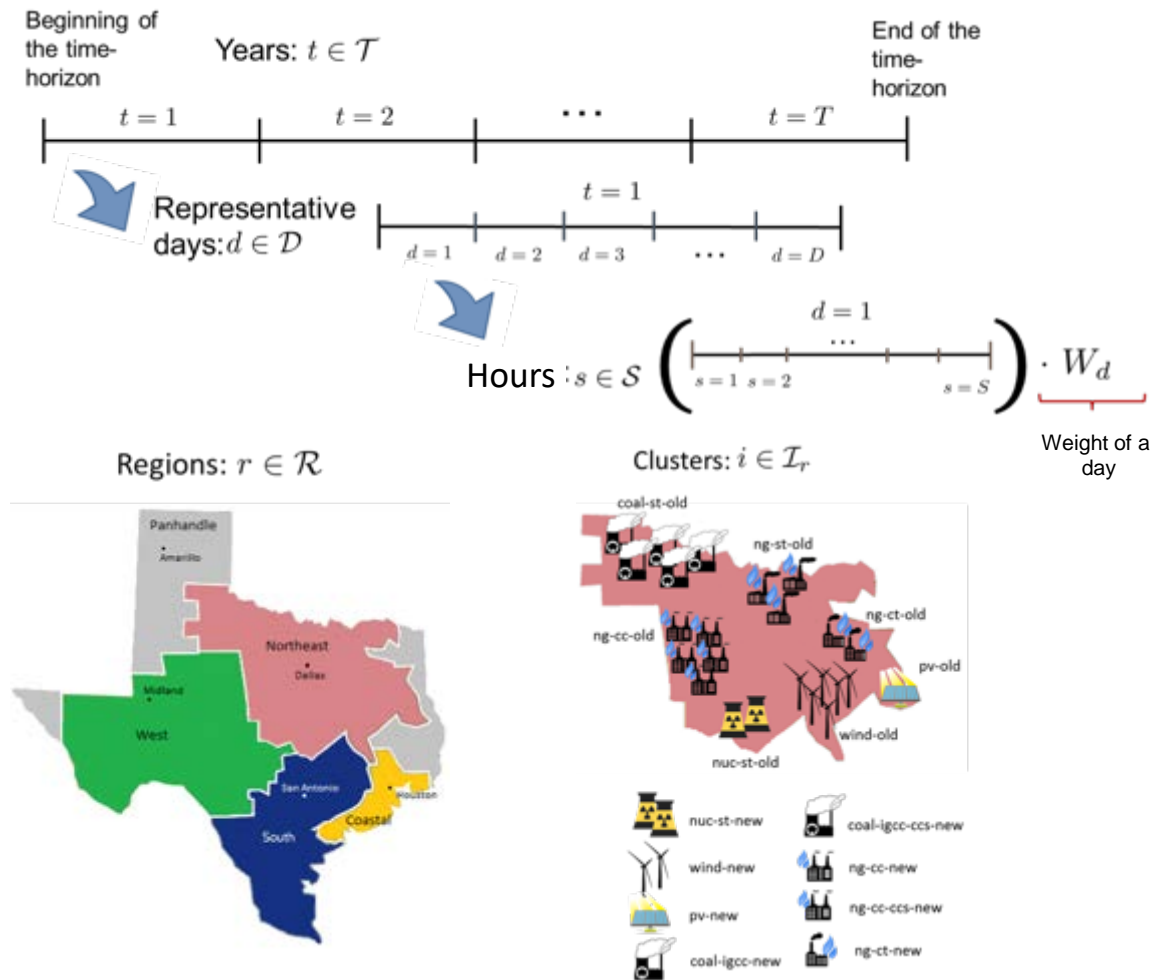 Beginning of
the time-
horizon
Years: t ∈ 𝒯
End of the
time-
horizon
t = 1
t = 2
...
t = T
Representative
days: d ∈ 𝒟
t = 1
d = 1
d = 2
d = 3
...
d = D
Hours : s ∈ 𝒮
d = 1
...
( s = 1 s = 2 s = S ) · W_d
Weight of a
day
Regions: r ∈ ℛ
Clusters: i ∈ ℐ_r
Panhandle
Amarillo
Northeast
Dallas
Midland
West
San Antonio
Houston
South
Coastal
coal-st-old
ng-st-old
ng-ct-old
ng-cc-old
pv-old
wind-old
nuc-st-old
nuc-st-new
coal-igcc-ccs-new
wind-new
ng-cc-new
pv-new
ng-cc-ccs-new
coal-igcc-new
ng-ct-new